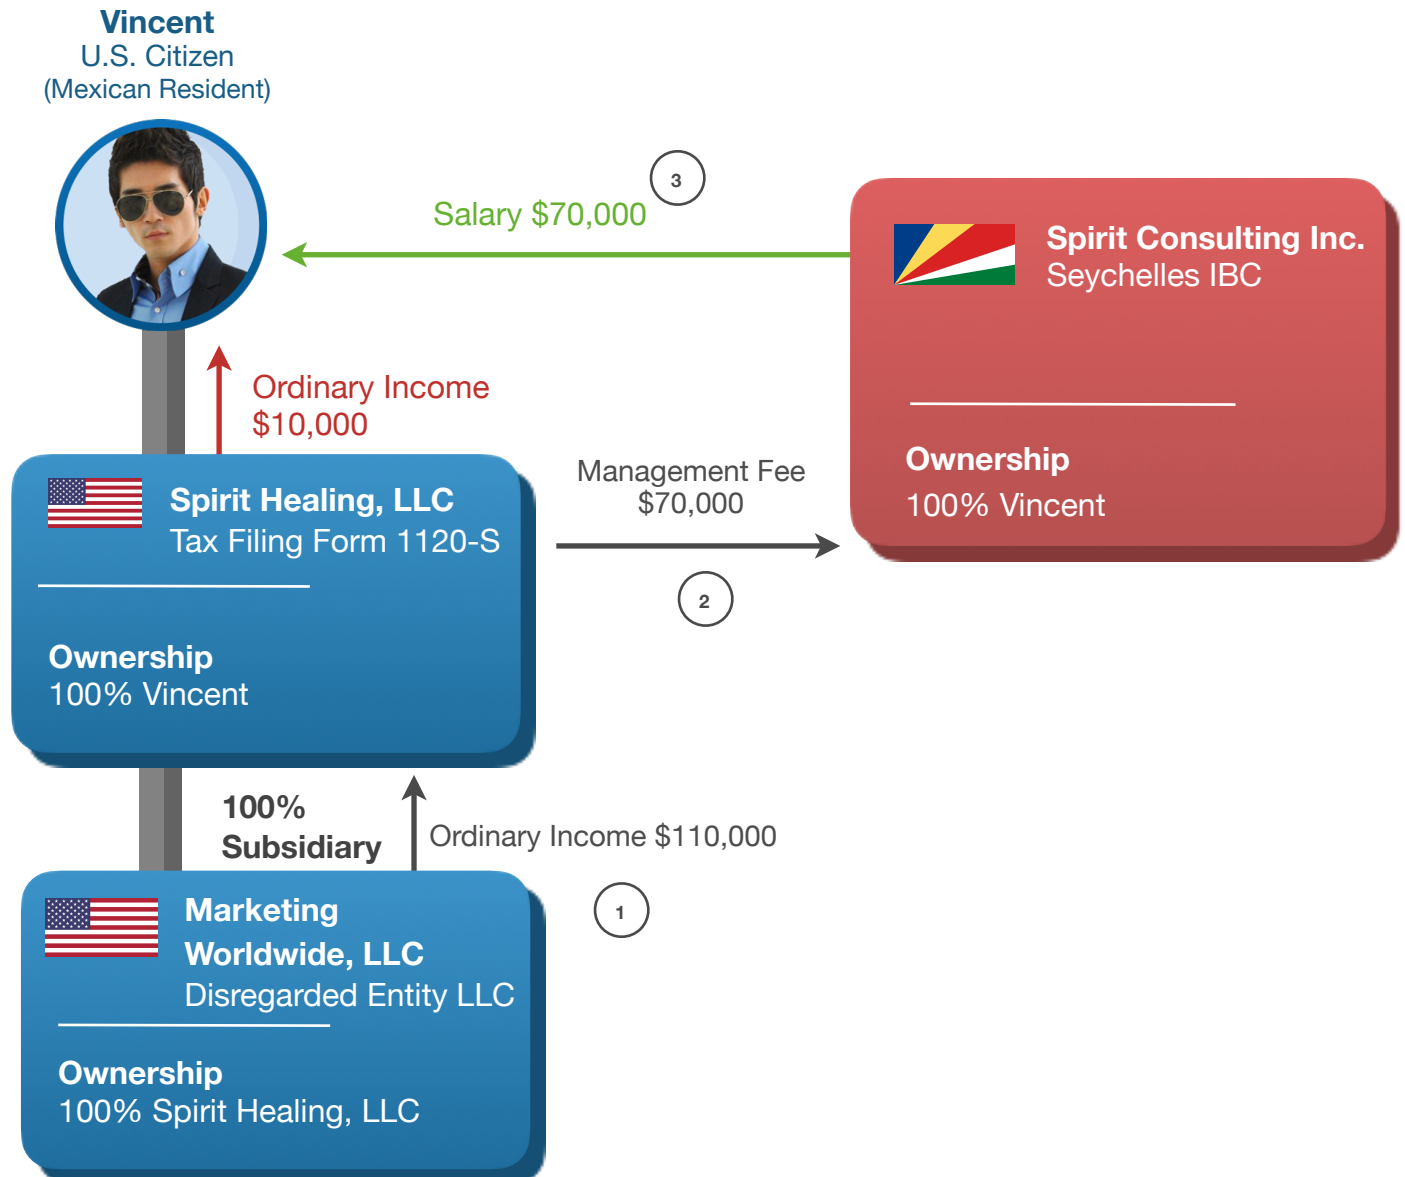 Vincent
U.S. Citizen
(Mexican Resident)
3
Salary $70,000
Spirit Consulting Inc.
Seychelles IBC
Ownership
100% Vincent
Ordinary Income
$10,000
Management Fee
$70,000
2
Spirit Healing, LLC
Tax Filing Form 1120-S
Ownership
100% Vincent
100%
Subsidiary
Ordinary Income $110,000
1
Marketing
Worldwide, LLC
Disregarded Entity LLC
Ownership
100% Spirit Healing, LLC